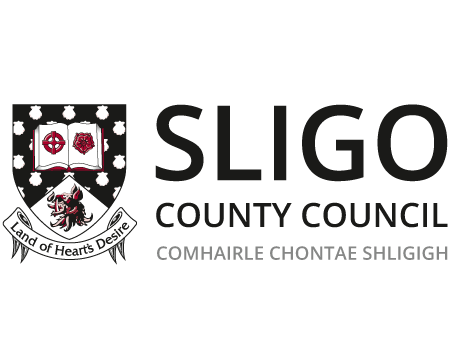 SLIGO
COUNTY COUNCIL
COMHAIRLE CHONTAE SHLIGIGH
Land of Heart's Desire